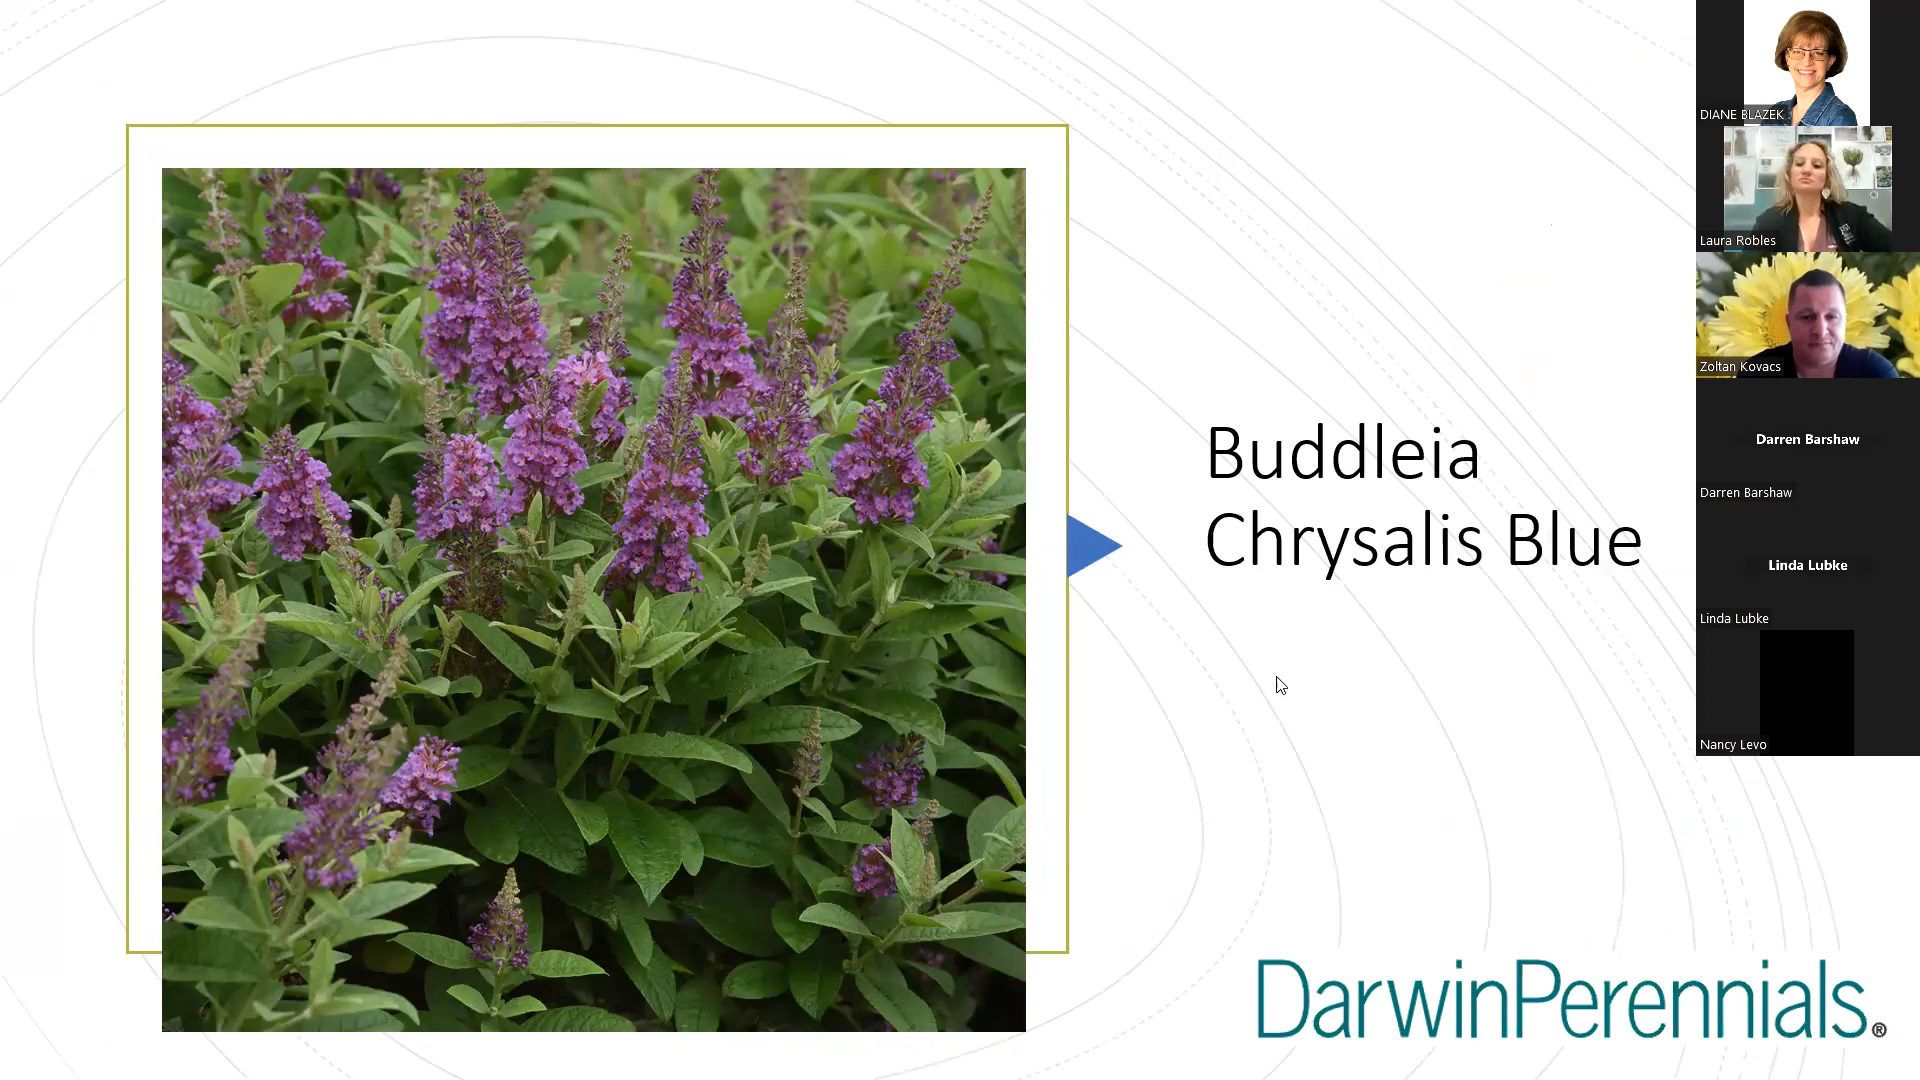 Buddleia
Chrysalis Blue
DarwinPerennials®
DIANE BLAZEK
Laura Robles
Zoltan Kovacs
Darren Barshaw
Darren Barshaw
Linda Lubke
Linda Lubke
Nancy Levo